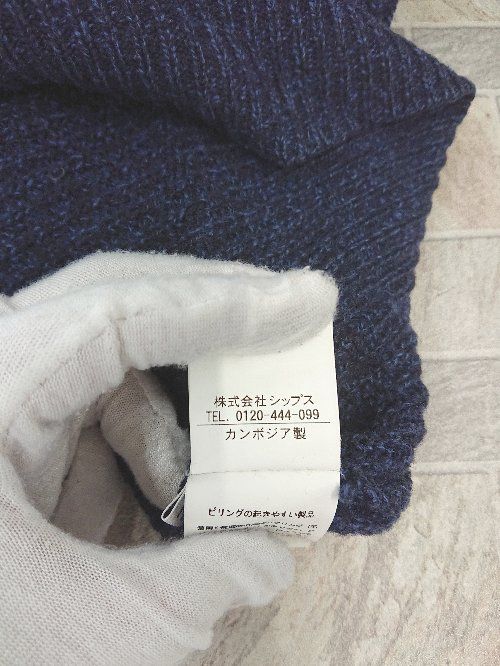 株式会社シップス
TEL. 0120-444-099
カンボジア製
ピリングの起きやすい製品